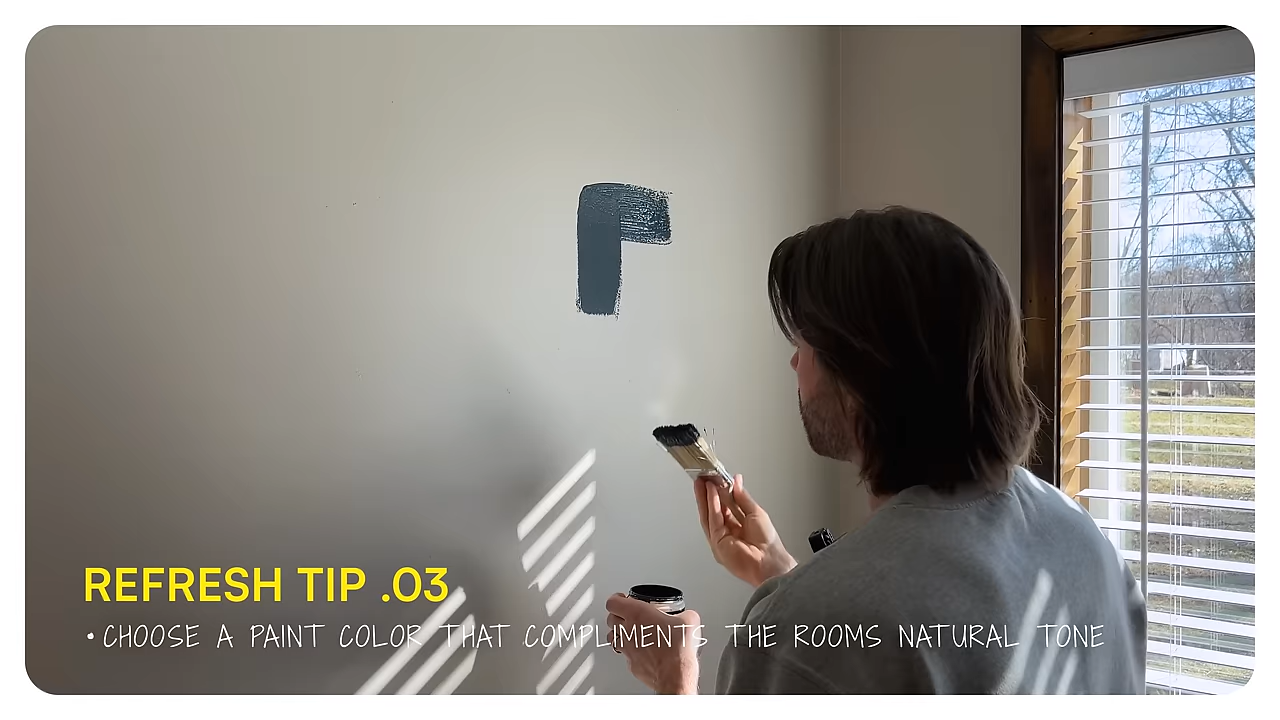 REFRESH TIP .03
• CHOOSE A PAINT COLOR THAT COMPLIMENTS THE ROOMS NATURAL TONE